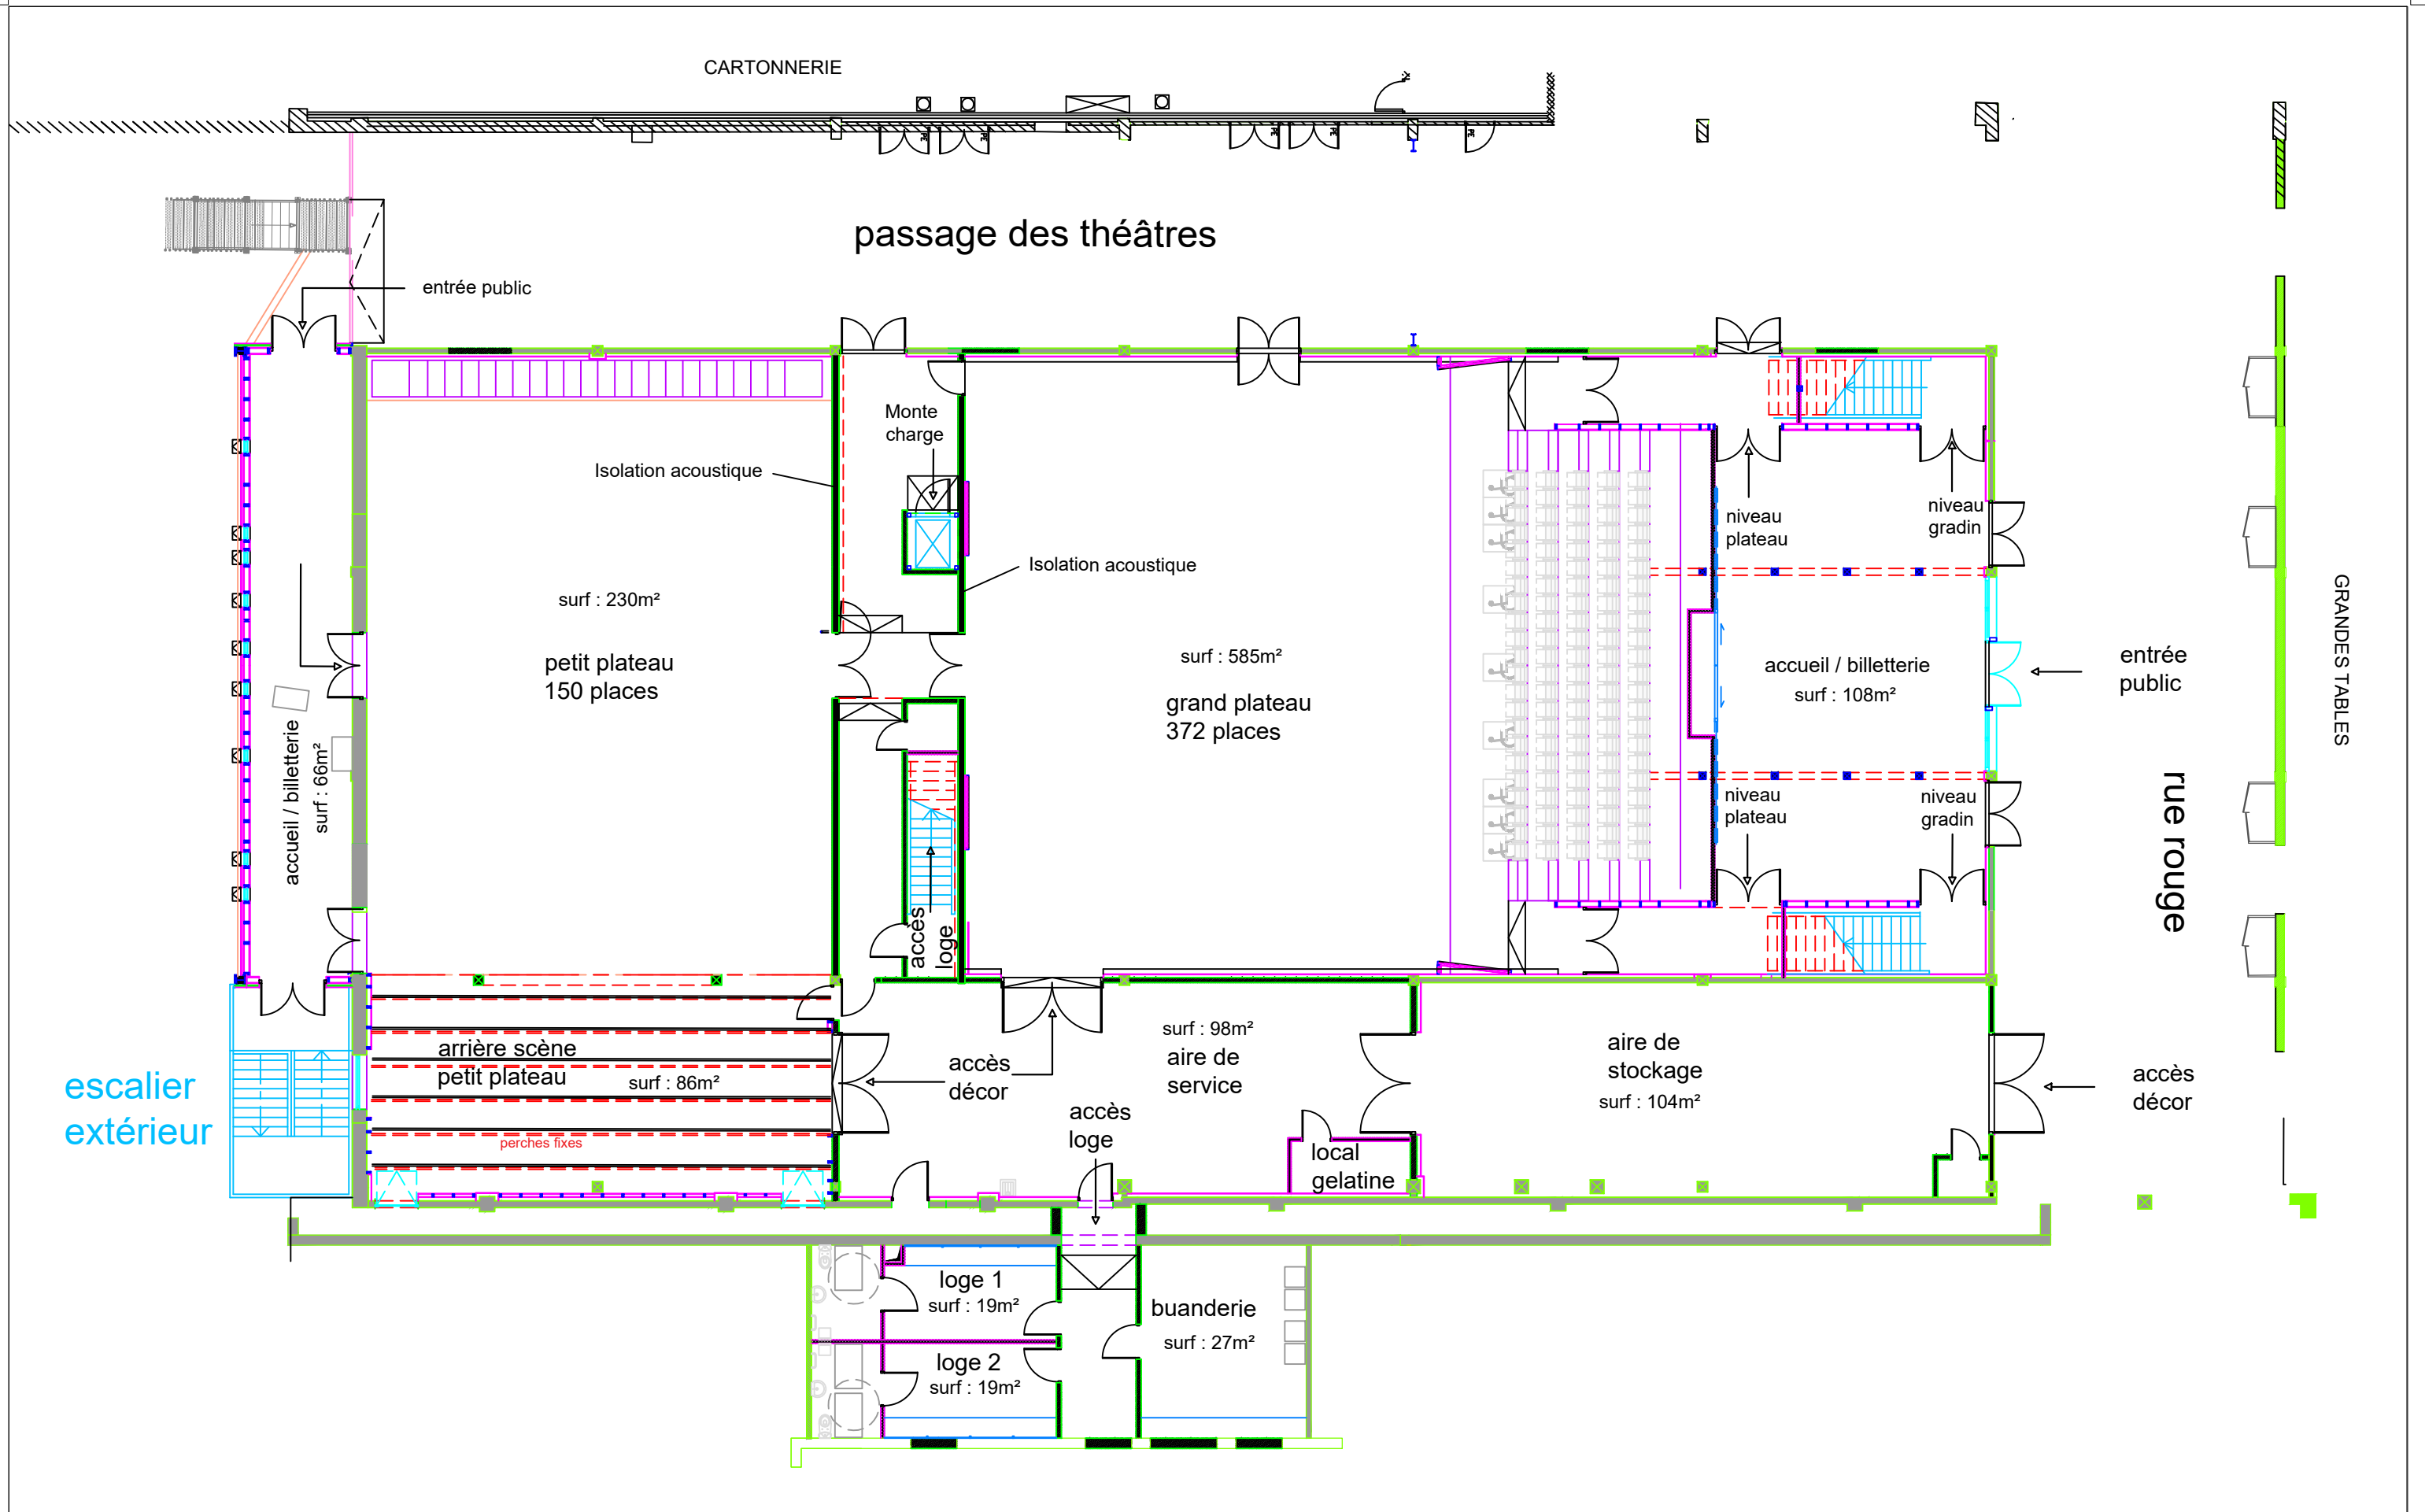 CARTONNERIE
passage des théâtres
entrée public
Monte
charge
Isolation acoustique
Isolation acoustique
niveau
plateau
niveau
gradin
surf : 230m²
petit plateau
150 places
surf : 585m²
grand plateau
372 places
accueil / billetterie
surf : 108m²
entrée
public
GRANDES TABLES
rue rouge
accueil / billetterie
surf : 66m²
niveau
plateau
niveau
gradin
accès
loge
escalier
extérieur
arrière scène
petit plateau
surf : 86m²
perches fixes
accès
décor
surf : 98m²
aire de
service
accès
loge
local
gelatine
aire de
stockage
surf : 104m²
accès
décor
loge 1
surf : 19m²
loge 2
surf : 19m²
buanderie
surf : 27m²